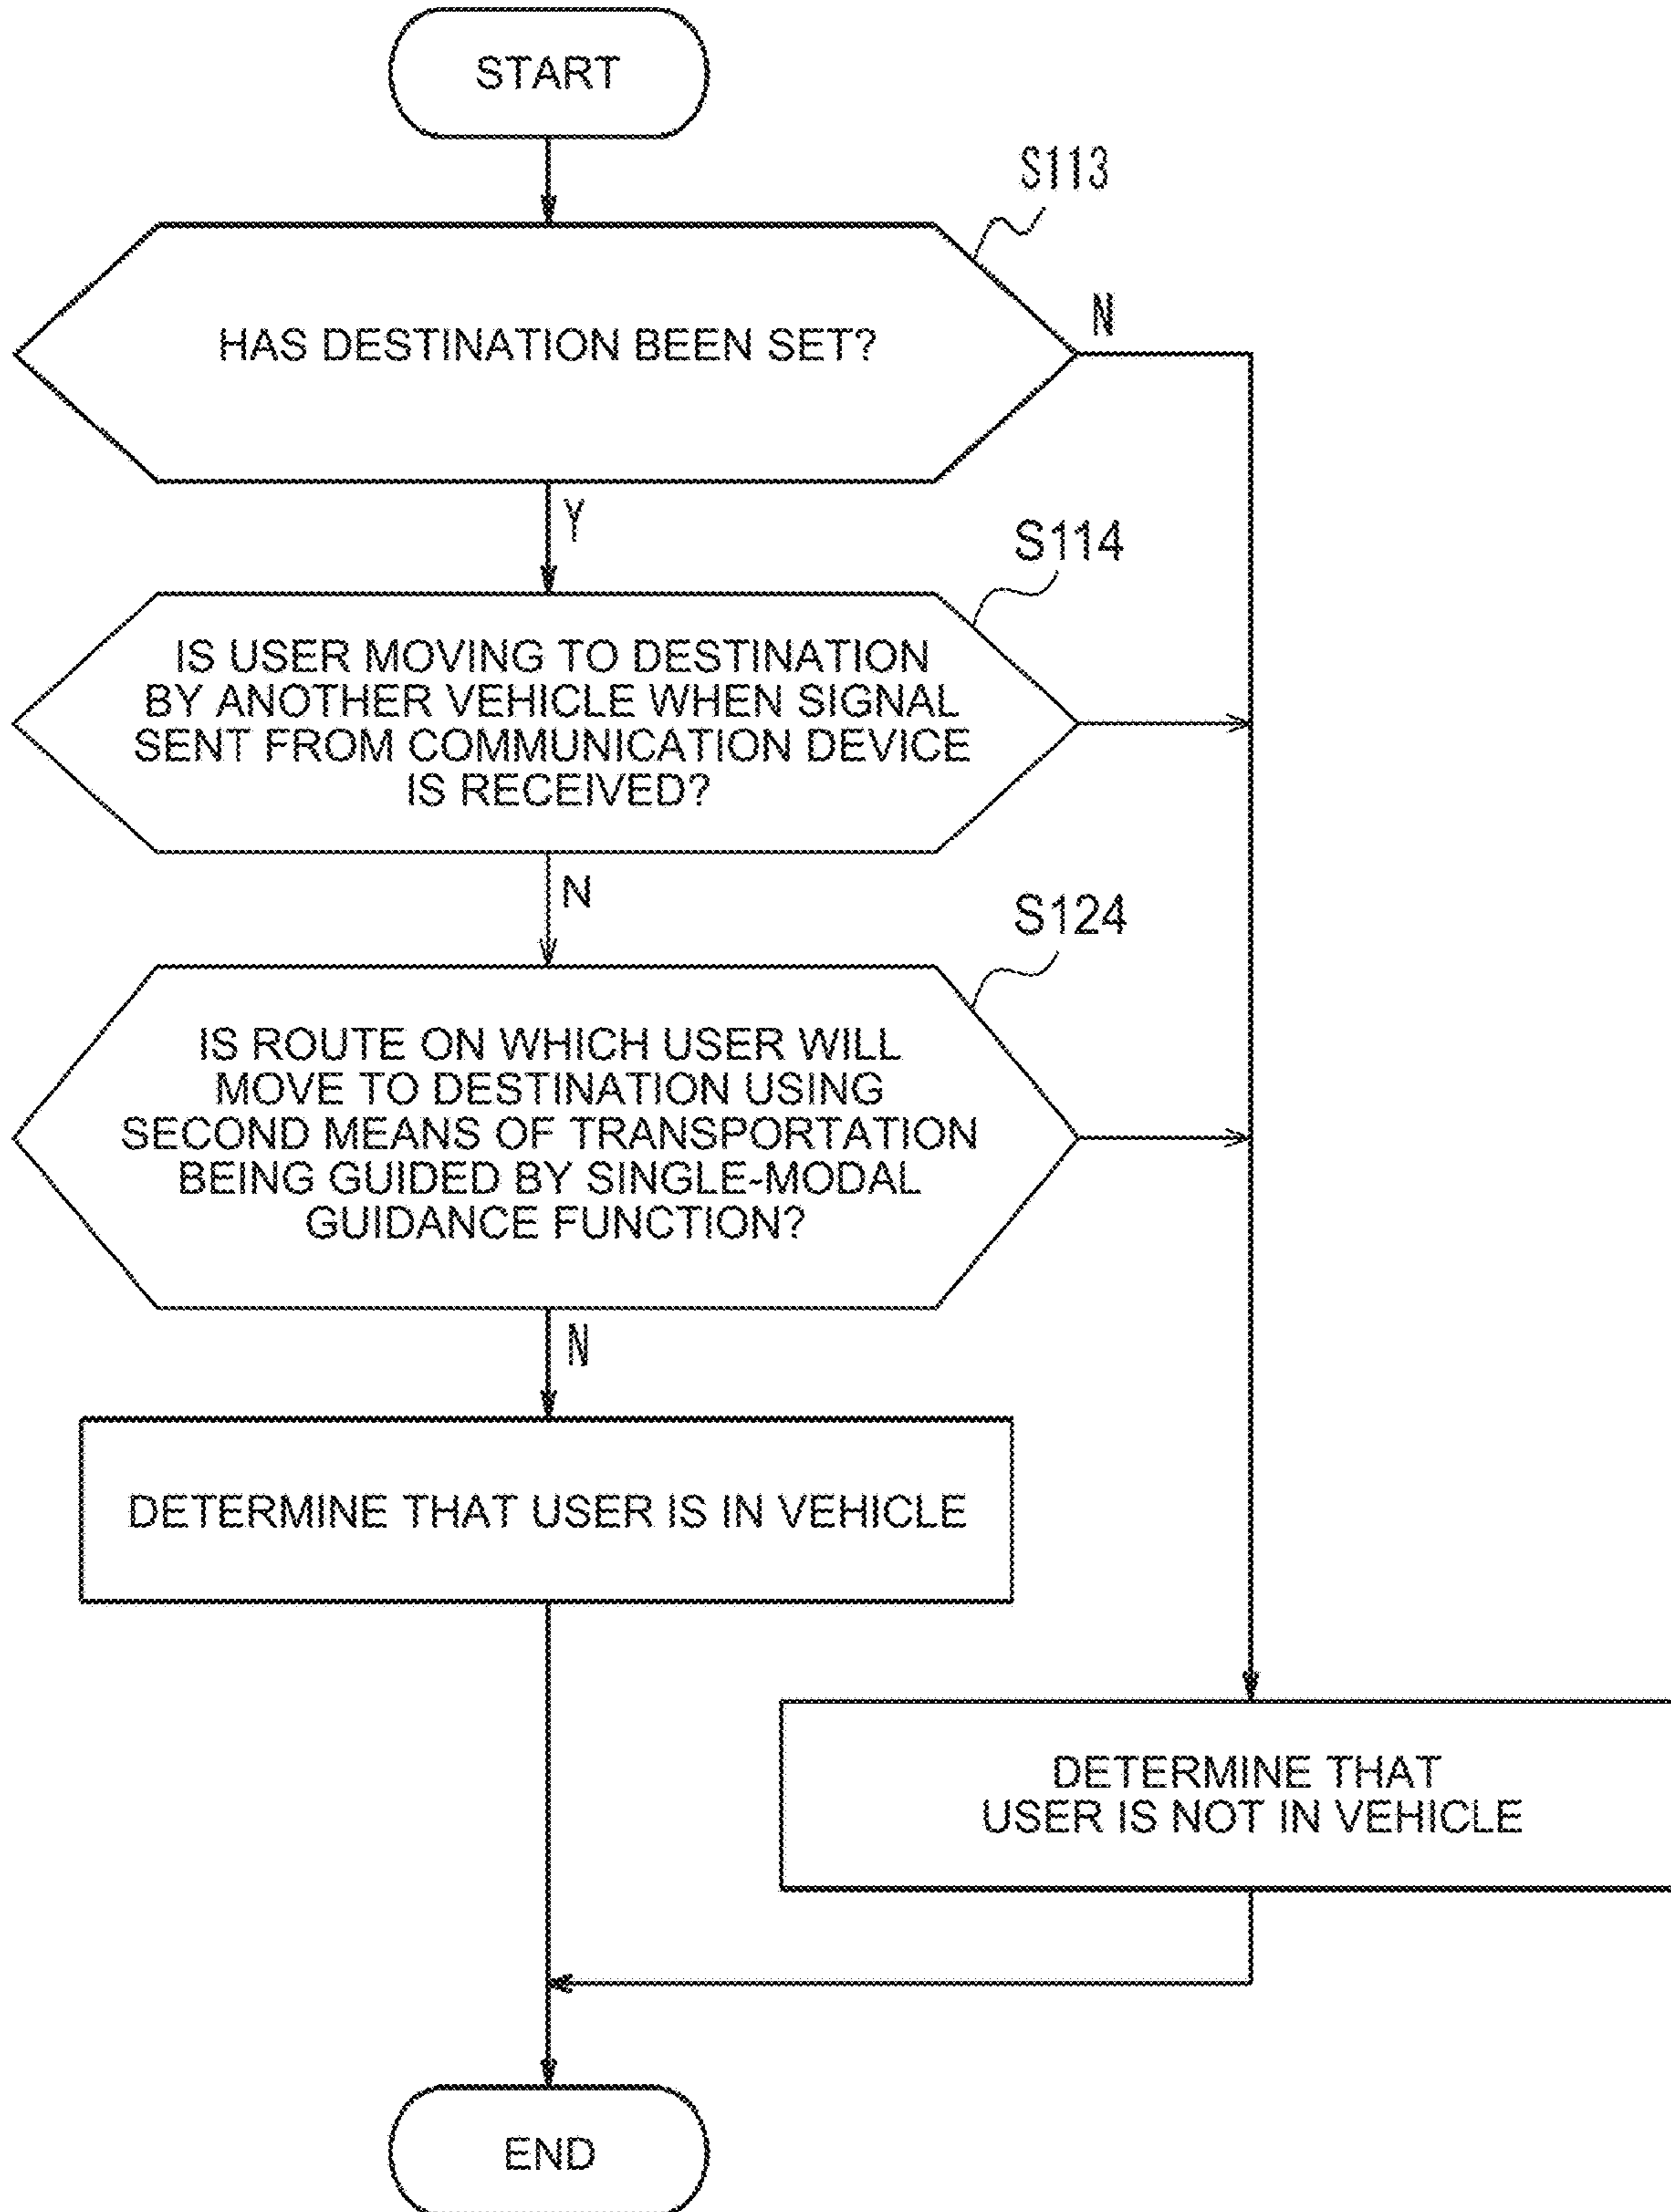 START
S113
HAS DESTINATION BEEN SET?
N
Y
S114
IS USER MOVING TO DESTINATION
BY ANOTHER VEHICLE WHEN SIGNAL
SENT FROM COMMUNICATION DEVICE
IS RECEIVED?
N
S124
IS ROUTE ON WHICH USER WILL
MOVE TO DESTINATION USING
SECOND MEANS OF TRANSPORTATION
BEING GUIDED BY SINGLE-MODAL
GUIDANCE FUNCTION?
N
DETERMINE THAT USER IS IN VEHICLE
DETERMINE THAT
USER IS NOT IN VEHICLE
END